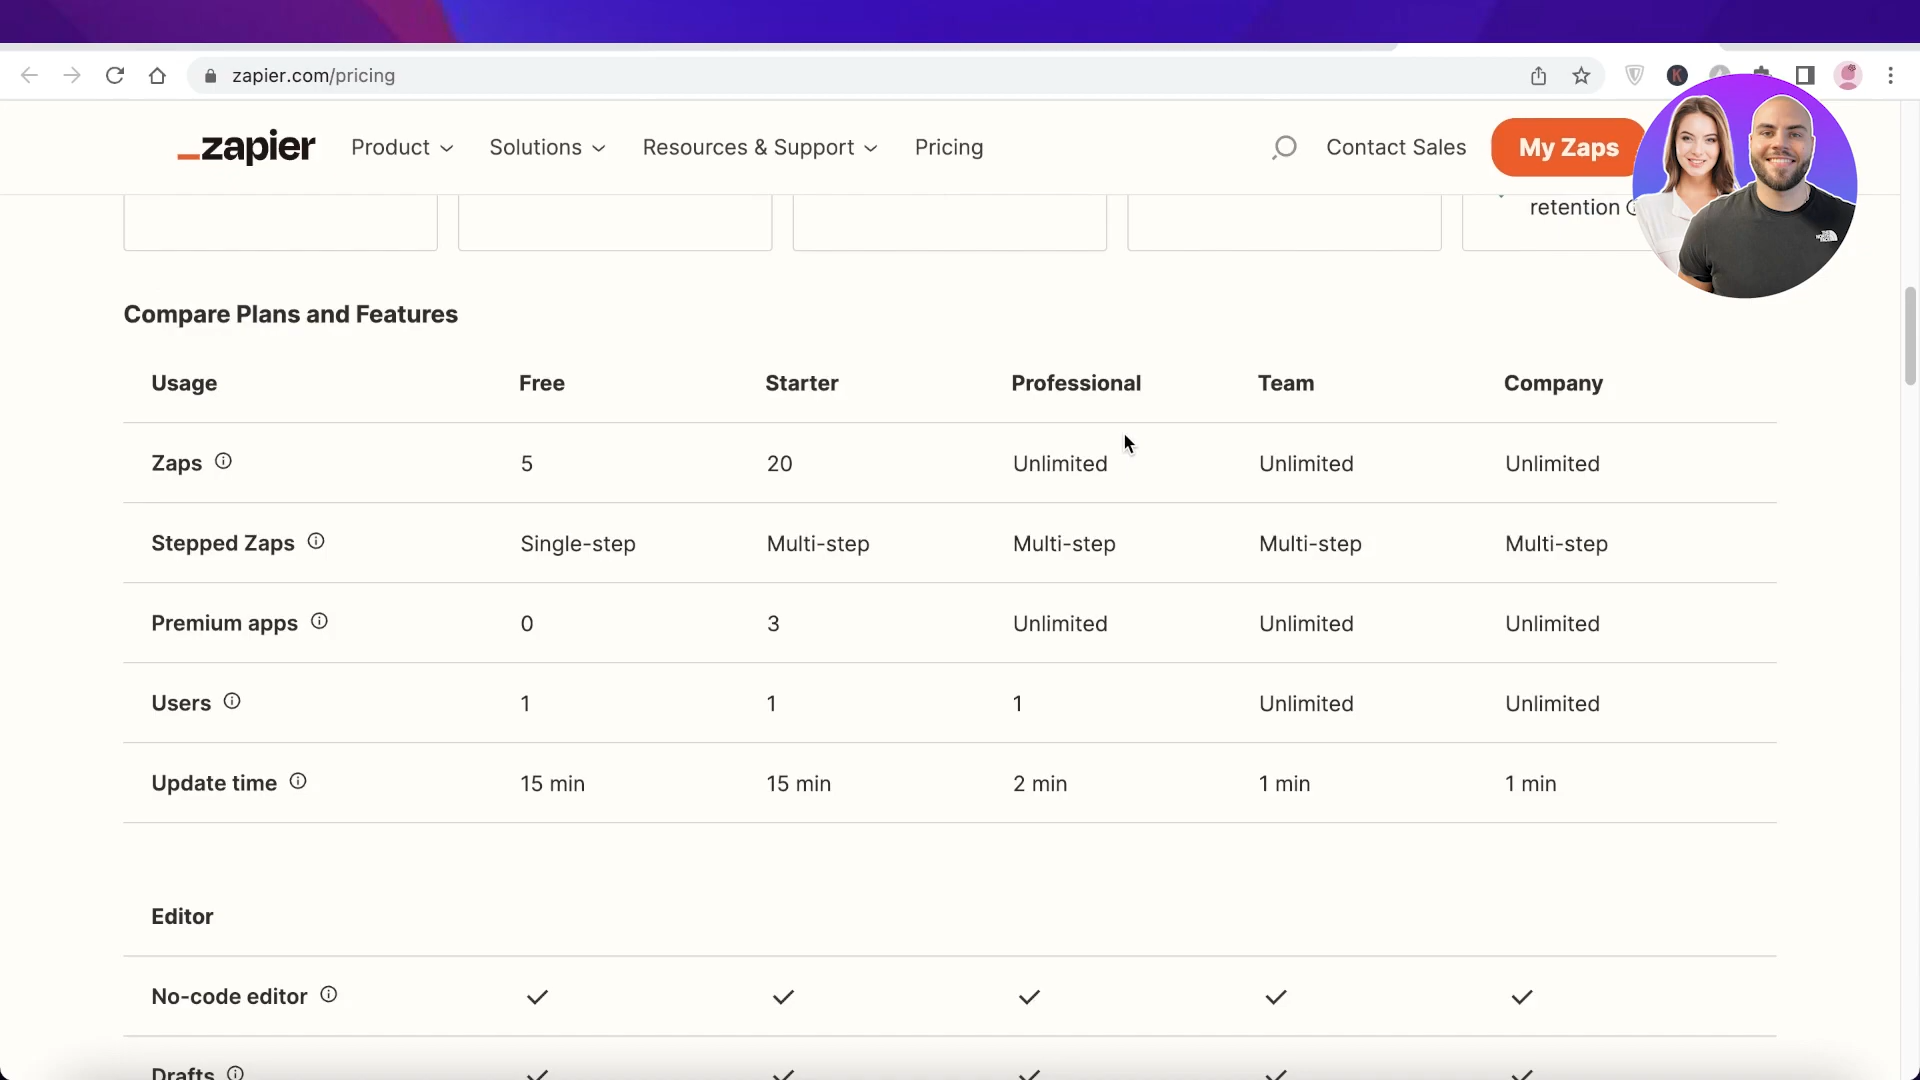 zapier.com/pricing
K
zapier Product Solutions Resources & Support Pricing Contact Sales My Zaps
retention
Compare Plans and Features
Usage Free Starter Professional Team Company
Zaps 5 20 Unlimited Unlimited Unlimited
Stepped Zaps Single-step Multi-step Multi-step Multi-step Multi-step
Premium apps 0 3 Unlimited Unlimited Unlimited
Users 1 1 1 Unlimited Unlimited
Update time 15 min 15 min 2 min 1 min 1 min
Editor
No-code editor
Drafts